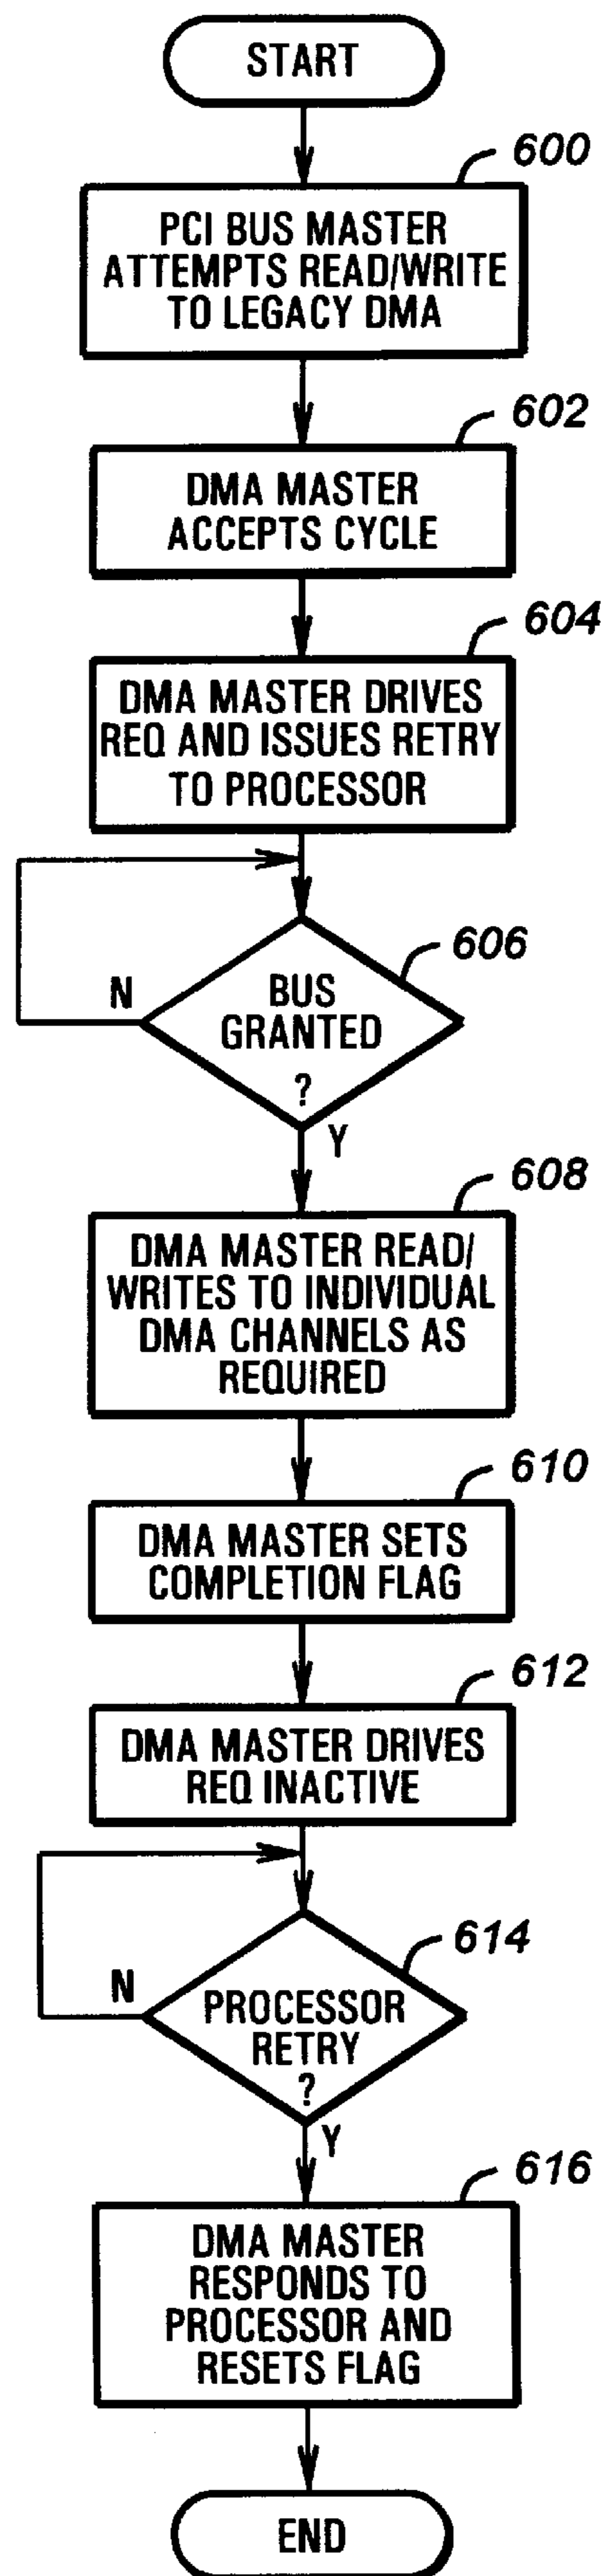 START
600
PCI BUS MASTER
ATTEMPTS READ/WRITE
TO LEGACY DMA
602
DMA MASTER
ACCEPTS CYCLE
604
DMA MASTER DRIVES
REQ AND ISSUES RETRY
TO PROCESSOR
606
N
BUS
GRANTED
?
Y
608
DMA MASTER READ/
WRITES TO INDIVIDUAL
DMA CHANNELS AS
REQUIRED
610
DMA MASTER SETS
COMPLETION FLAG
612
DMA MASTER DRIVES
REQ INACTIVE
614
N
PROCESSOR
RETRY
?
Y
616
DMA MASTER
RESPONDS TO
PROCESSOR AND
RESETS FLAG
END